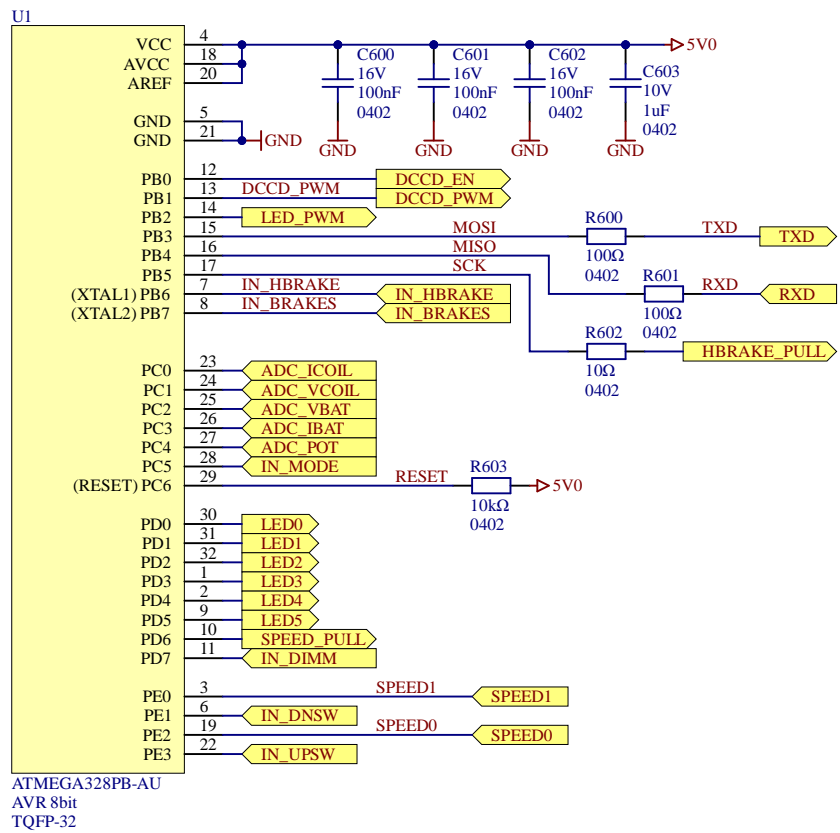 U1
VCC 4
AVCC 18
AREF 20
5V0
C600
16V
100nF
0402
GND
C601
16V
100nF
0402
GND
C602
16V
100nF
0402
GND
C603
10V
1uF
0402
GND
GND 5
GND 21 GND
PB0 12 DCCD_EN
PB1 13 DCCD_PWM DCCD_PWM
PB2 14 LED_PWM
PB3 15 MOSI R600 100Ω 0402 TXD TXD
PB4 16 MISO R601 100Ω 0402 RXD RXD
PB5 17 SCK R602 10Ω 0402 HBRAKE_PULL
(XTAL1) PB6 7 IN_HBRAKE IN_HBRAKE
(XTAL2) PB7 8 IN_BRAKES IN_BRAKES
PC0 23 ADC_ICOIL
PC1 24 ADC_VCOIL
PC2 25 ADC_VBAT
PC3 26 ADC_IBAT
PC4 27 ADC_POT
PC5 28 IN_MODE
(RESET) PC6 29 RESET R603 10kΩ 0402 5V0
PD0 30 LED0
PD1 31 LED1
PD2 32 LED2
PD3 1 LED3
PD4 2 LED4
PD5 9 LED5
PD6 10 SPEED_PULL
PD7 11 IN_DIMM
PE0 3 SPEED1 SPEED1
PE1 6 IN_DNSW
PE2 19 SPEED0 SPEED0
PE3 22 IN_UPSW
ATMEGA328PB-AU
AVR 8bit
TQFP-32